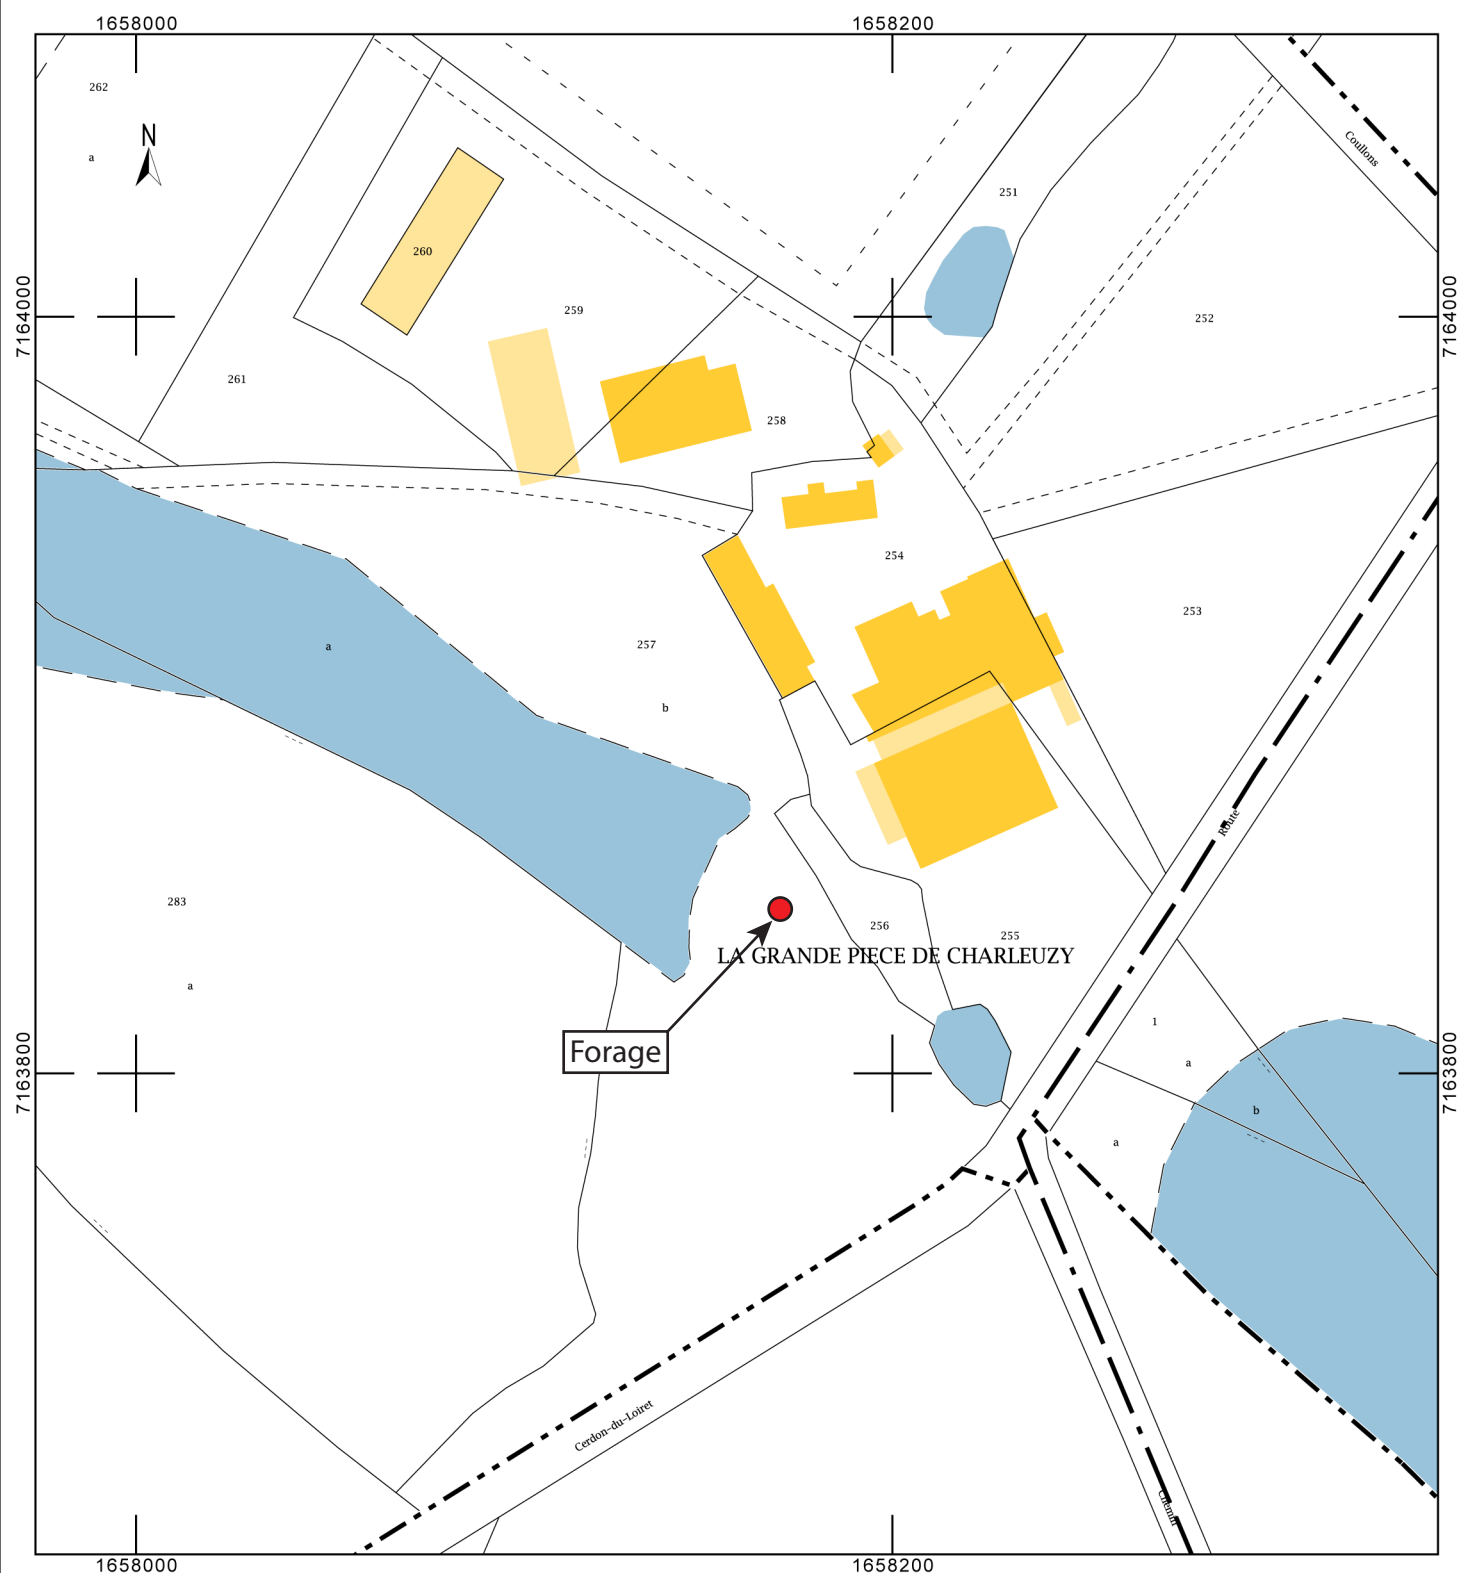 1658000
1658200
262
N
a
Coullons
251
260
7164000
7164000
259
252
261
258
254
253
a
257
b
Route
283
256
255
LA GRANDE PIECE DE CHARLEUZY
a
1
Forage
a
7163800
7163800
b
a
Cerdon-du-Loiret
Chemin
1658000
1658200